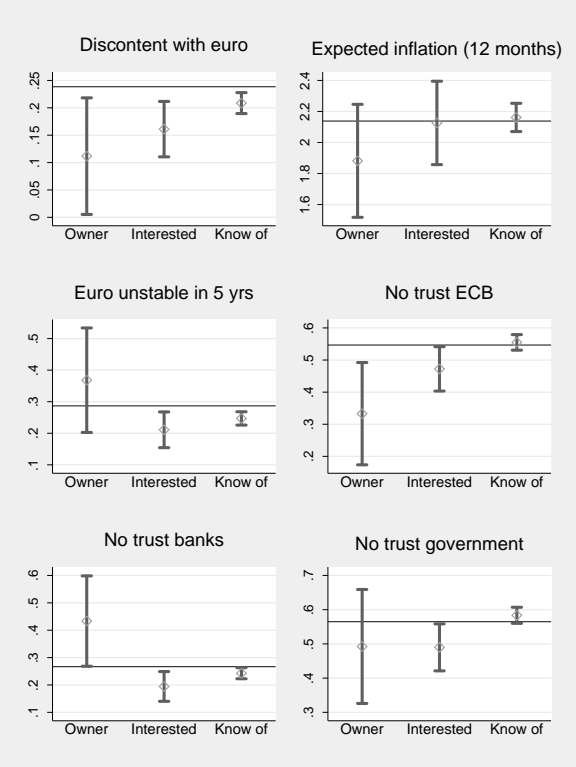 Discontent with euro
.25
.2
.15
.1
.05
0
Owner Interested Know of
Expected inflation (12 months)
2.4
2.2
2
1.8
1.6
Owner Interested Know of
Euro unstable in 5 yrs
.5
.4
.3
.2
.1
Owner Interested Know of
No trust ECB
.6
.5
.4
.3
.2
Owner Interested Know of
No trust banks
.6
.5
.4
.3
.2
.1
Owner Interested Know of
No trust government
.7
.6
.5
.4
.3
Owner Interested Know of